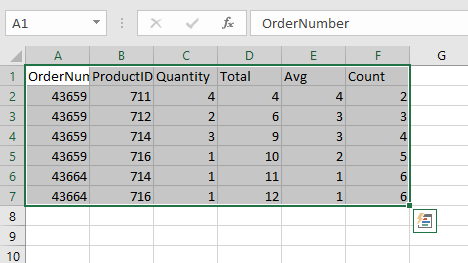 A1 fx OrderNumber
A B C D E F G
1 OrderNum ProductID Quantity Total Avg Count
2 43659 711 4 4 4 2
3 43659 712 2 6 3 3
4 43659 714 3 9 3 4
5 43659 716 1 10 2 5
6 43664 714 1 11 1 6
7 43664 716 1 12 1 6
8
9
10